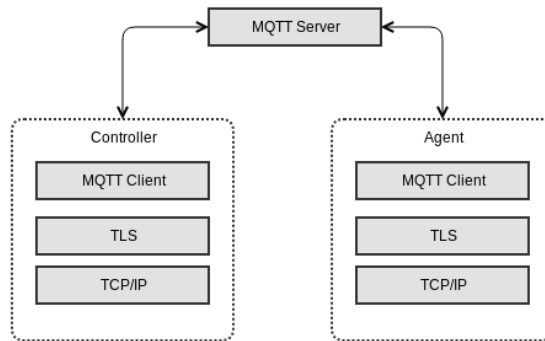 MQTT Server
Controller
MQTT Client
TLS
TCP/IP
Agent
MQTT Client
TLS
TCP/IP